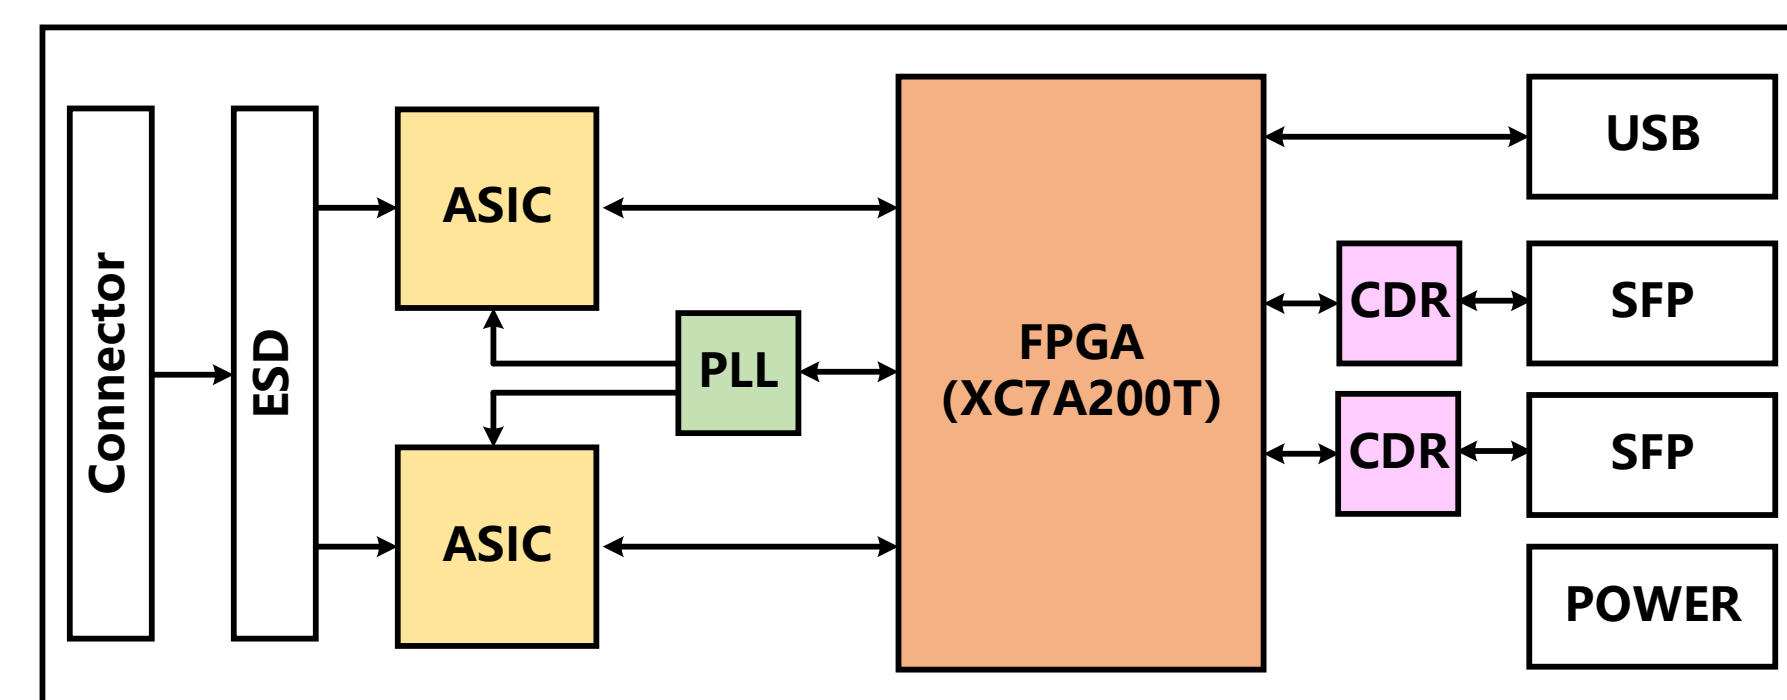 Connector
ESD
ASIC
ASIC
PLL
FPGA
(XC7A200T)
CDR
CDR
USB
SFP
SFP
POWER